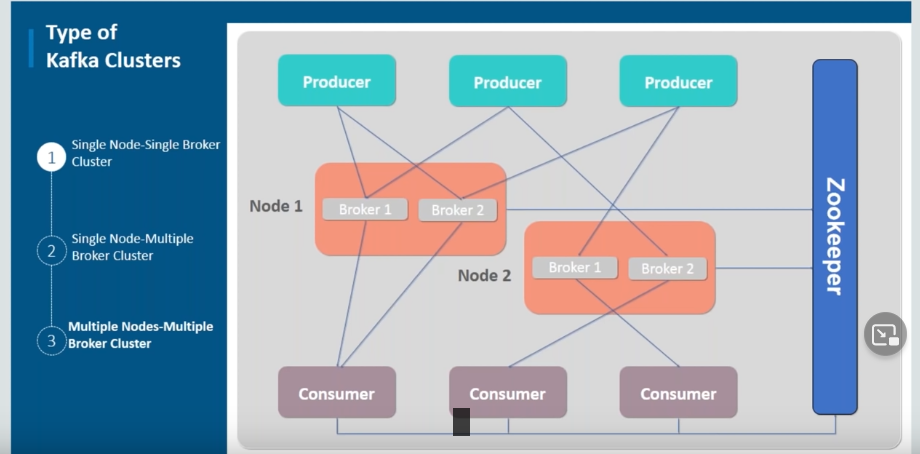 Type of
Kafka Clusters
1
Single Node-Single Broker
Cluster
2
Single Node-Multiple
Broker Cluster
3
Multiple Nodes-Multiple
Broker Cluster
Producer
Producer
Producer
Node 1
Broker 1
Broker 2
Node 2
Broker 1
Broker 2
Zookeeper
Consumer
Consumer
Consumer